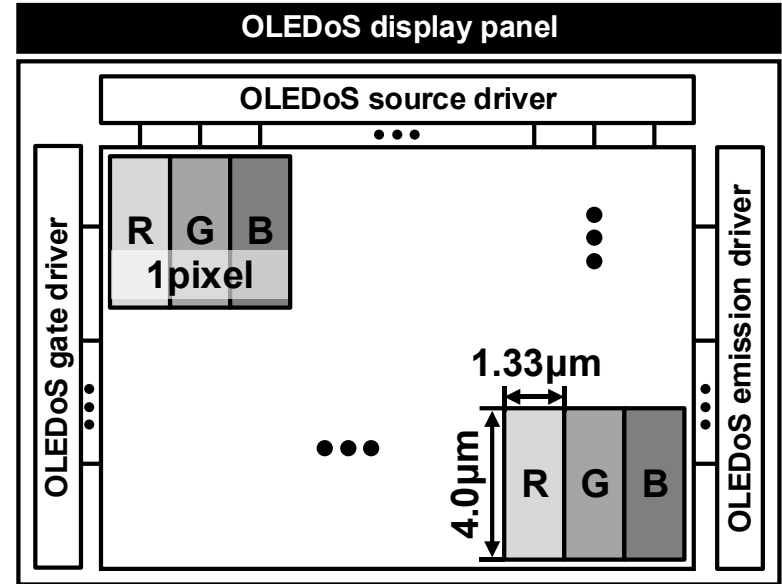 OLEDoS display panel
OLEDoS source driver
OLEDoS gate driver
R G B
1pixel
OLEDoS emission driver
1.33µm
4.0µm
R G B